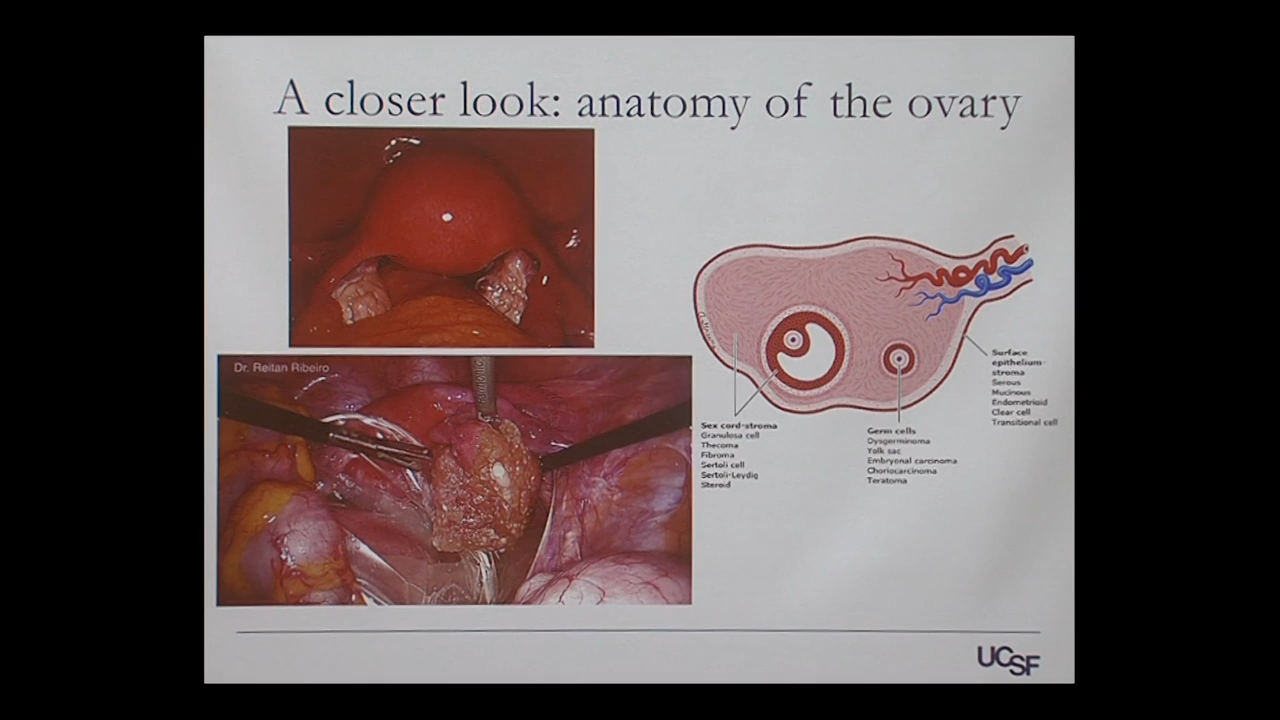 A closer look: anatomy of the ovary
Dr. Reitan Ribeiro
Surface
epithelium-
stroma
Serous
Mucinous
Endometrioid
Clear cell
Transitional cell
Sex cord-stroma
Granulosa cell
Thecoma
Fibroma
Sertoli cell
Sertoli-Leydig
Steroid
Germ cells
Dysgerminoma
Yolk sac
Embryonal carcinoma
Choriocarcinoma
Teratoma
UCSF